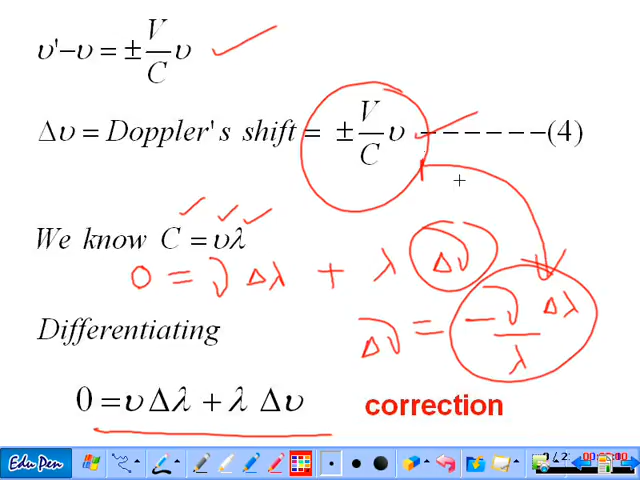 υ'−υ = ± V/C υ
Δυ = Doppler's shift = ± V/C υ ------(4)
We know C = υλ
0 = υ Δλ + λ Δυ
Differentiating
Δυ = −υ/λ Δλ
0 = υ Δλ + λ Δυ
correction
Edu Pen